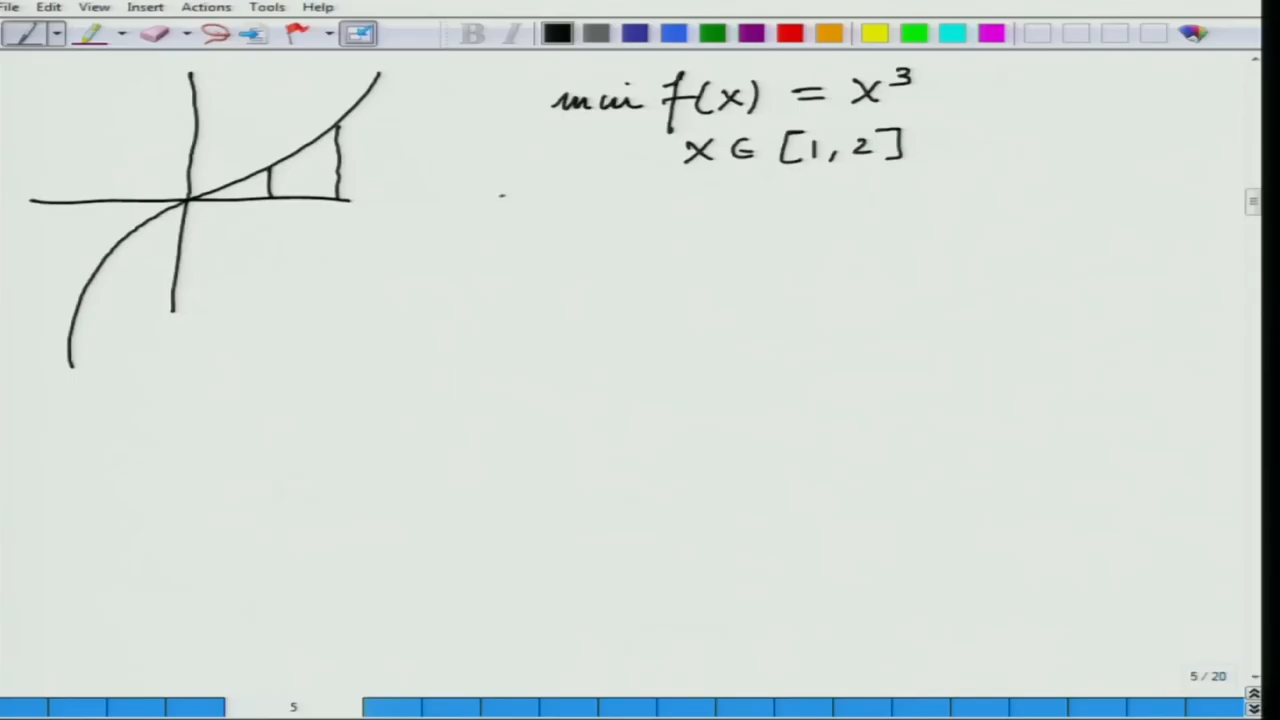 File Edit View Insert Actions Tools Help
B I
min f(x) = x³
x ∈ [1, 2]
5 / 20
5